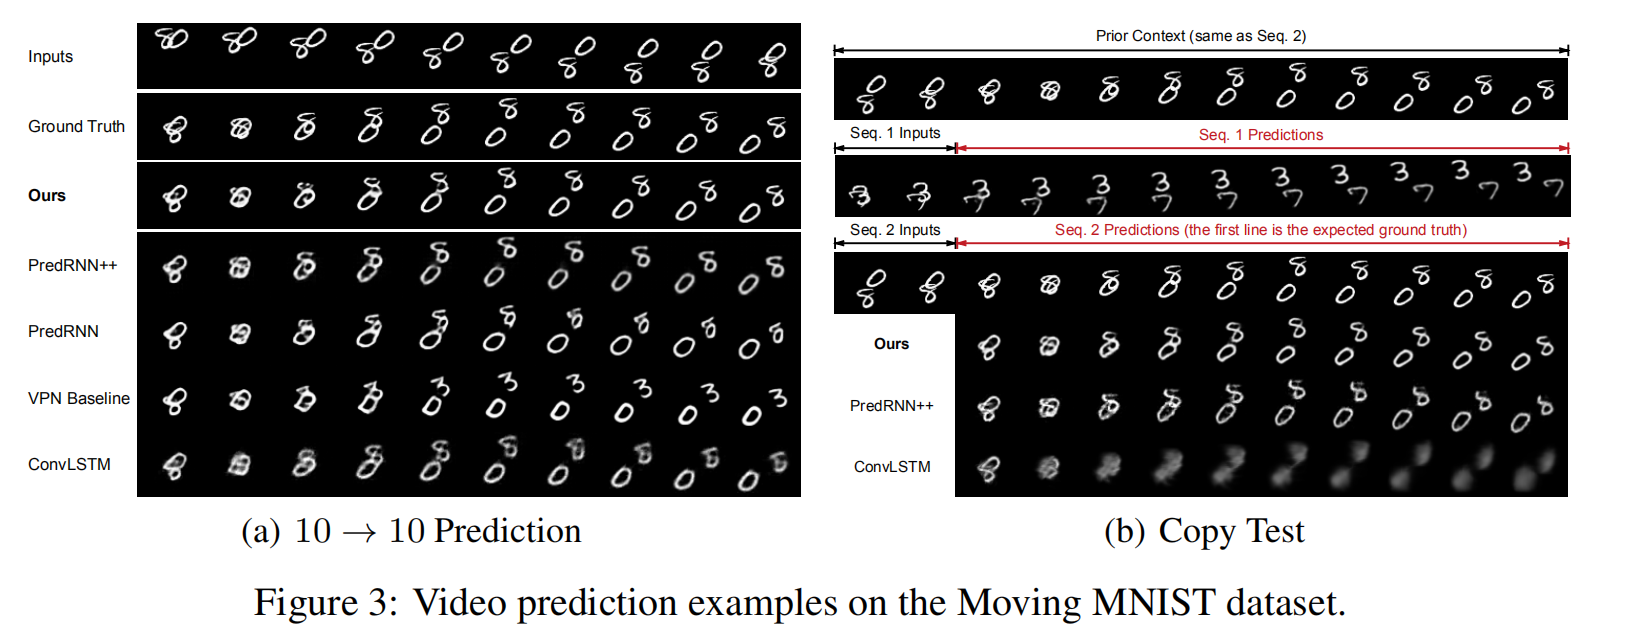 Inputs
Ground Truth
Ours
PredRNN++
PredRNN
VPN Baseline
ConvLSTM
(a) 10 → 10 Prediction
Prior Context (same as Seq. 2)
Seq. 1 Inputs
Seq. 1 Predictions
Seq. 2 Inputs
Seq. 2 Predictions (the first line is the expected ground truth)
Ours
PredRNN++
ConvLSTM
(b) Copy Test
Figure 3: Video prediction examples on the Moving MNIST dataset.